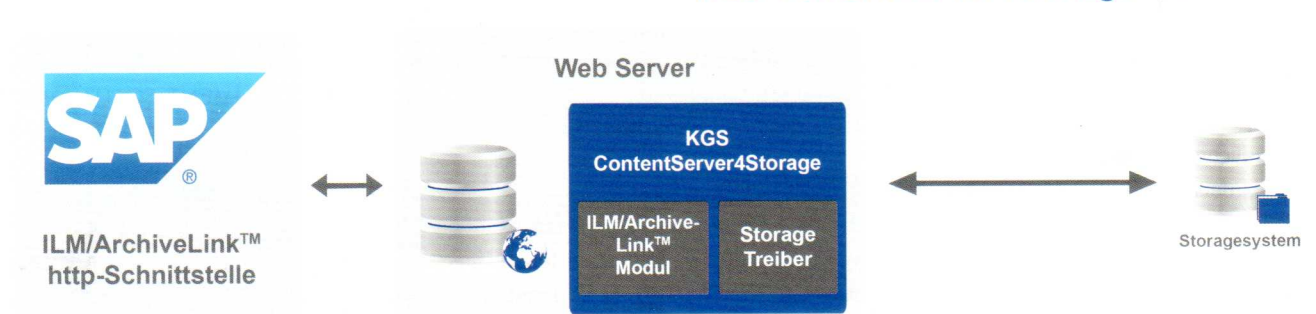 Web Server
SAP
®
ILM/ArchiveLink™
http-Schnittstelle
KGS
ContentServer4Storage
ILM/Archive-
Link™
Modul
Storage
Treiber
Storagesystem